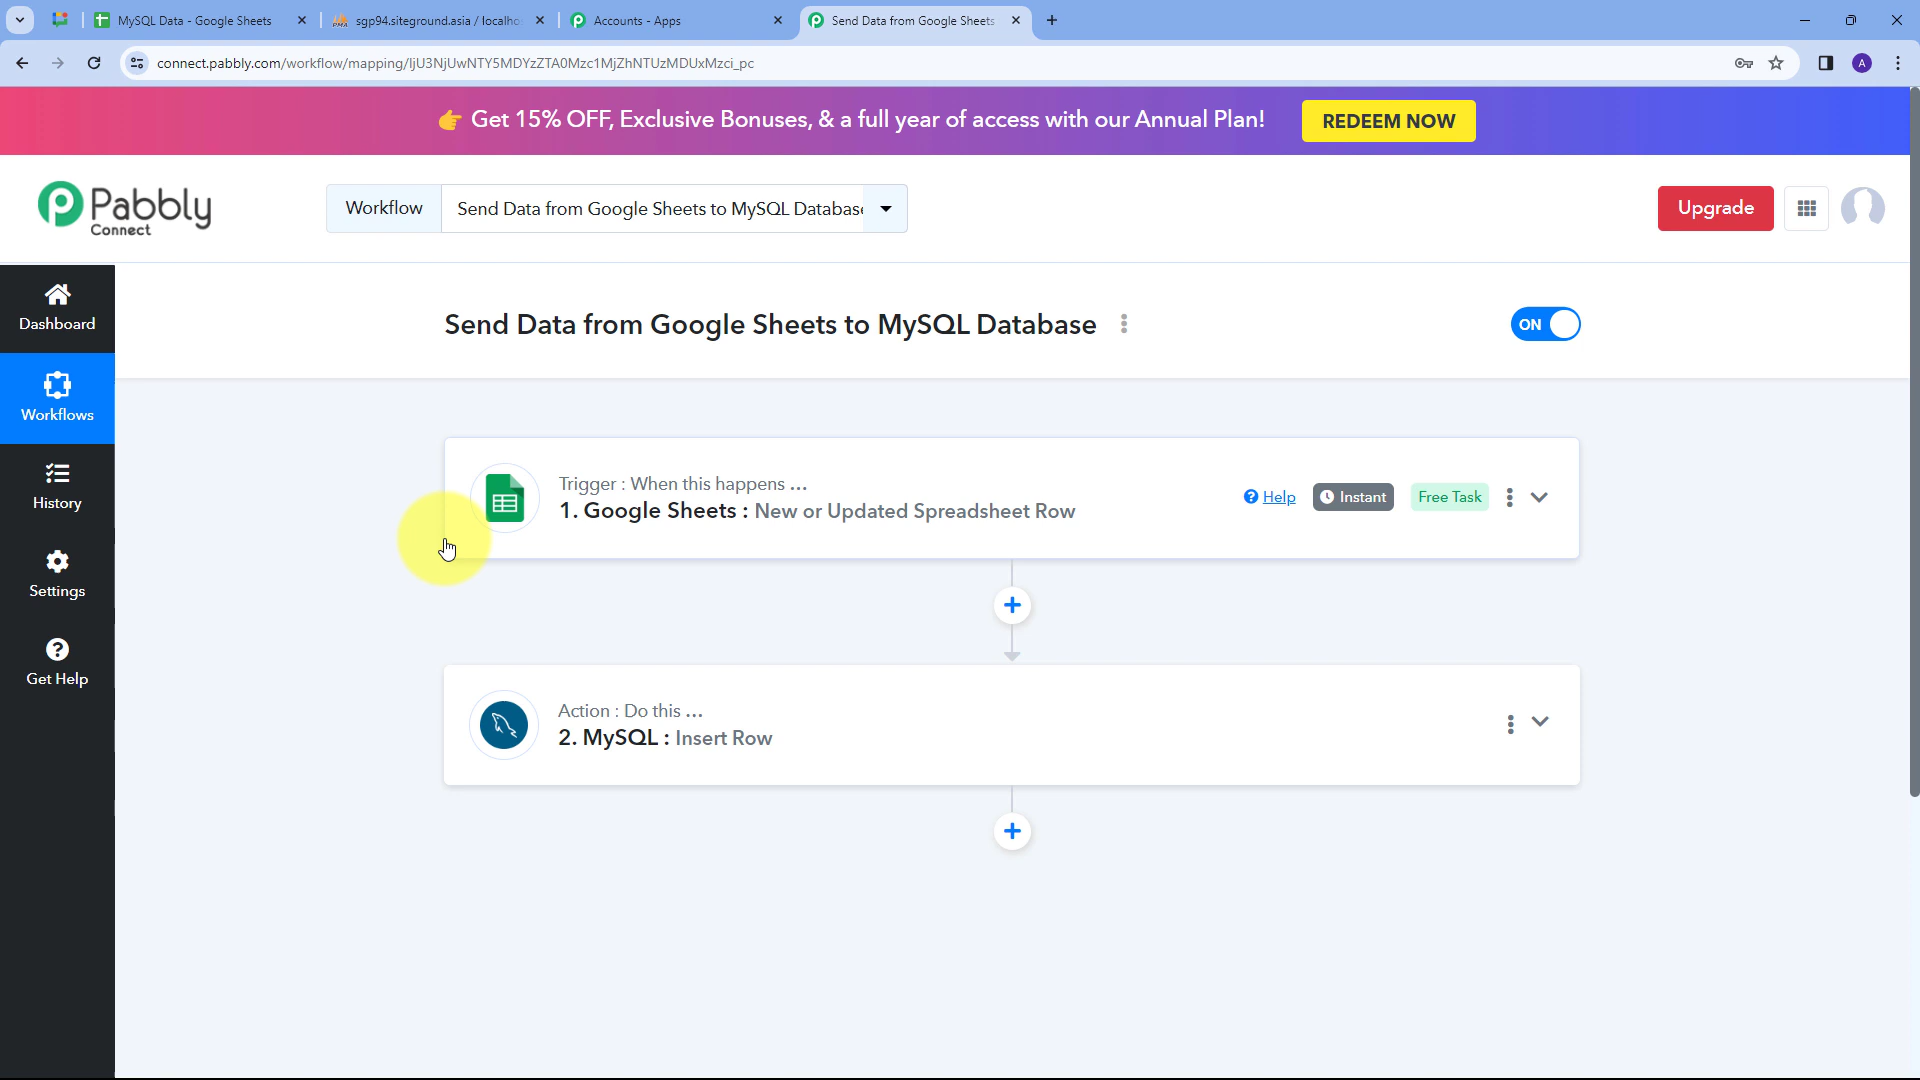 MySQL Data - Google Sheets
sgp94.siteground.asia / localho
Accounts - Apps
Send Data from Google Sheets
connect.pabbly.com/workflow/mapping/IjU3NjUwNTY5MDYzZTA0Mzc1MjZhNTUzMDUxMzci_pc
A
Get 15% OFF, Exclusive Bonuses, & a full year of access with our Annual Plan!
REDEEM NOW
Pabbly
Connect
Workflow
Send Data from Google Sheets to MySQL Databas
Upgrade
Dashboard
Workflows
History
Settings
Get Help
Send Data from Google Sheets to MySQL Database
ON
Trigger : When this happens ...
1. Google Sheets : New or Updated Spreadsheet Row
Help
Instant
Free Task
Action : Do this ...
2. MySQL : Insert Row